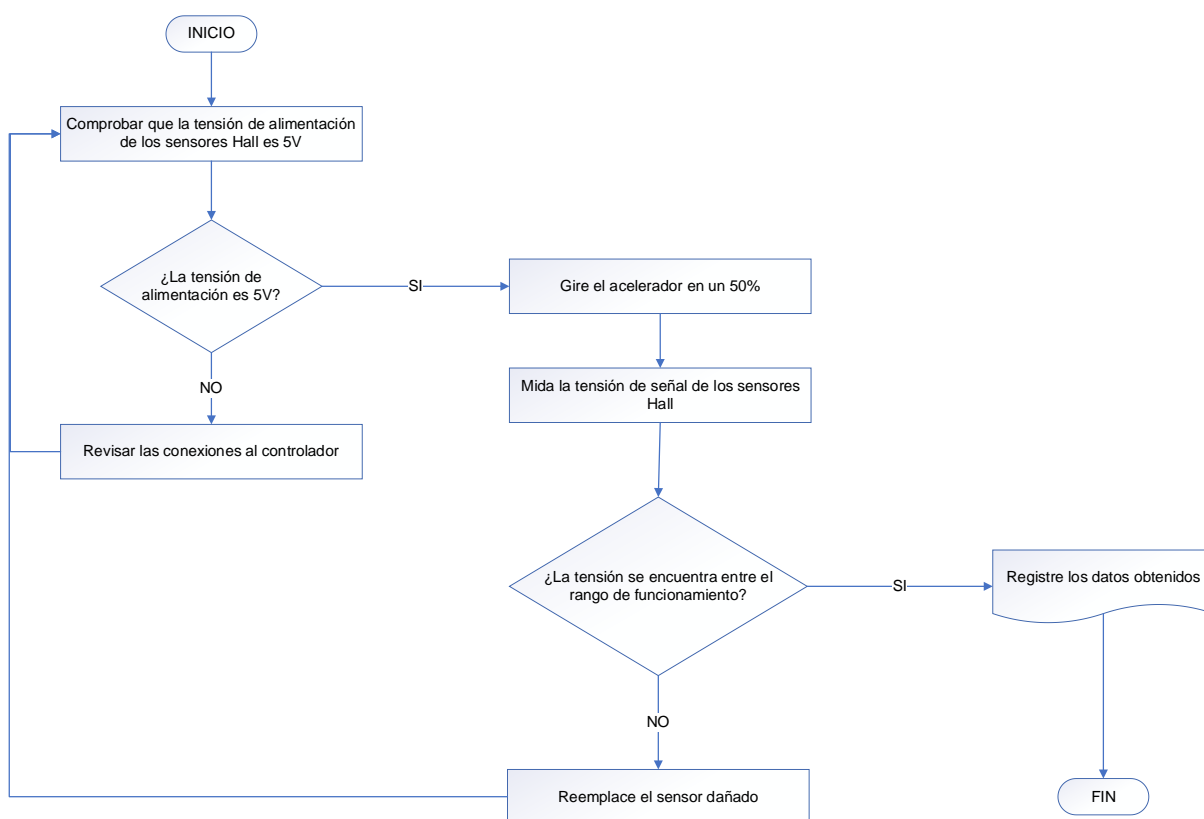 INICIO
Comprobar que la tensión de alimentación
de los sensores Hall es 5V
¿La tensión de
alimentación es 5V?
SI
Gire el acelerador en un 50%
NO
Mida la tensión de señal de los sensores
Hall
Revisar las conexiones al controlador
¿La tensión se encuentra entre el
rango de funcionamiento?
SI
Registre los datos obtenidos
NO
Reemplace el sensor dañado
FIN